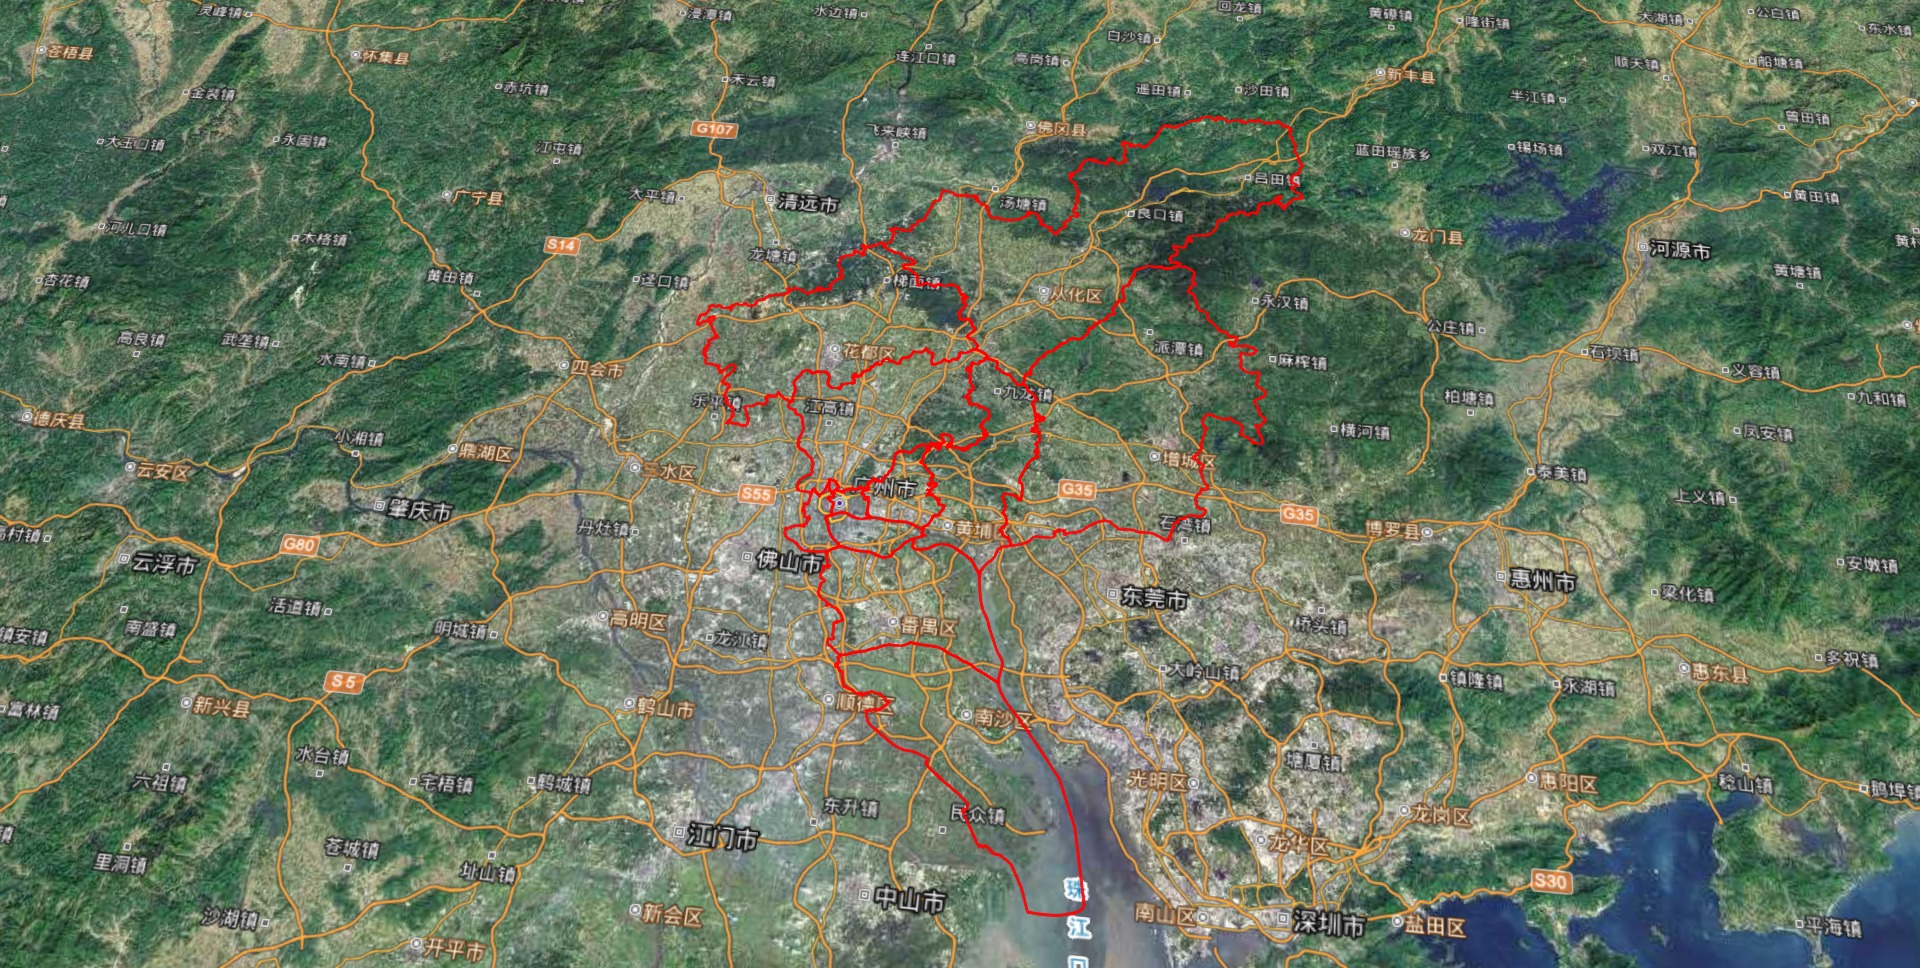 灵峰镇
浸潭镇
水边镇
回龙镇
黄磜镇
隆街镇
大湖镇
公白镇
东水镇
苍梧县
怀集县
连江口镇
高岗镇
白沙镇
新丰县
顺天镇
船塘镇
金装镇
赤坑镇
禾云镇
遥田镇
沙田镇
半江镇
曾田镇
G107
飞来峡镇
佛冈县
大玉口镇
永固镇
江屯镇
蓝田瑶族乡
锡场镇
双江镇
广宁县
太平镇
清远市
汤塘镇
良口镇
吕田镇
黄田镇
河儿口镇
木格镇
S14
龙塘镇
龙门县
河源市
杏花镇
黄田镇
迳口镇
梯面镇
从化区
永汉镇
黄塘镇
高良镇
武垄镇
水南镇
四会市
花都区
派潭镇
麻榨镇
公庄镇
石坝镇
义容镇
德庆县
乐平镇
江高镇
九龙镇
柏塘镇
九和镇
小湘镇
鼎湖区
横河镇
凤安镇
云安区
三水区
增城区
泰美镇
肇庆市
S55
广州市
G35
上义镇
G35
丹灶镇
黄埔
石湾镇
博罗县
G80
云浮市
佛山市
惠州市
安墩镇
活道镇
高明区
东莞市
梁化镇
镇安镇
南盛镇
明城镇
龙江镇
番禺区
桥头镇
S5
大岭山镇
镇隆镇
永湖镇
惠东县
多祝镇
富林镇
新兴县
鹤山市
顺德区
南沙区
水台镇
塘厦镇
六祖镇
宅梧镇
鹤城镇
光明区
惠阳区
稔山镇
东升镇
民众镇
龙岗区
里洞镇
苍城镇
址山镇
江门市
龙华区
S30
沙湖镇
新会区
中山市
珠
江
口
南山区
深圳市
盐田区
平海镇
开平市